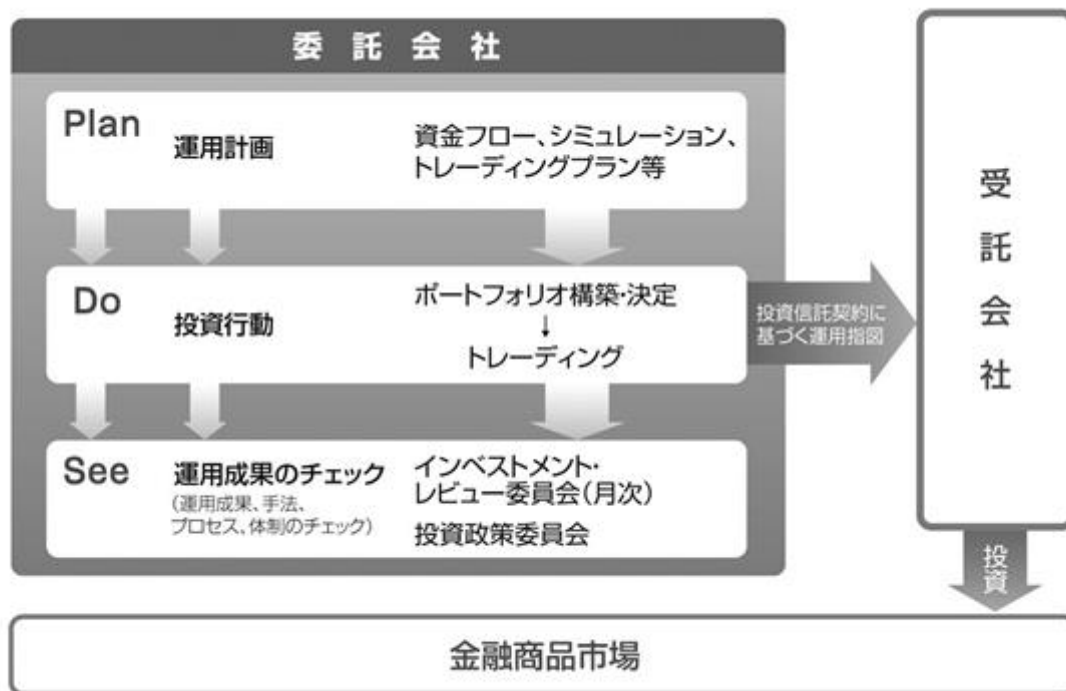 委託会社
Plan
運用計画
資金フロー、シミュレーション、
トレーディングプラン等
Do
投資行動
ポートフォリオ構築・決定
↓
トレーディング
投資信託契約に
基づく運用指図
See
運用成果のチェック
(運用成果、手法、
プロセス、体制のチェック)
インベストメント・
レビュー委員会(月次)
投資政策委員会
受託会社
投資
金融商品市場